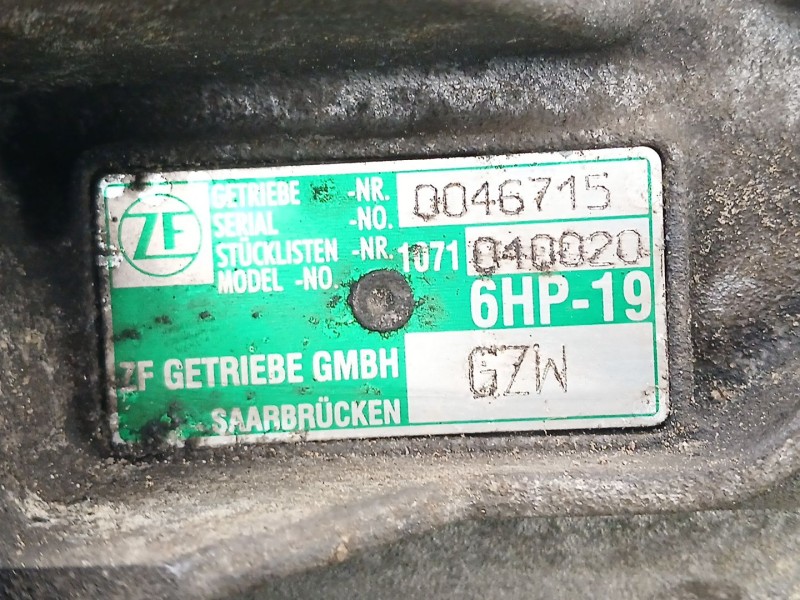 ZF
GETRIEBE -NR. 0046715
SERIAL -NO.
STÜCKLISTEN -NR. 1071 040020
MODEL -NO.
6HP-19
ZF GETRIEBE GMBH GZW
SAARBRÜCKEN